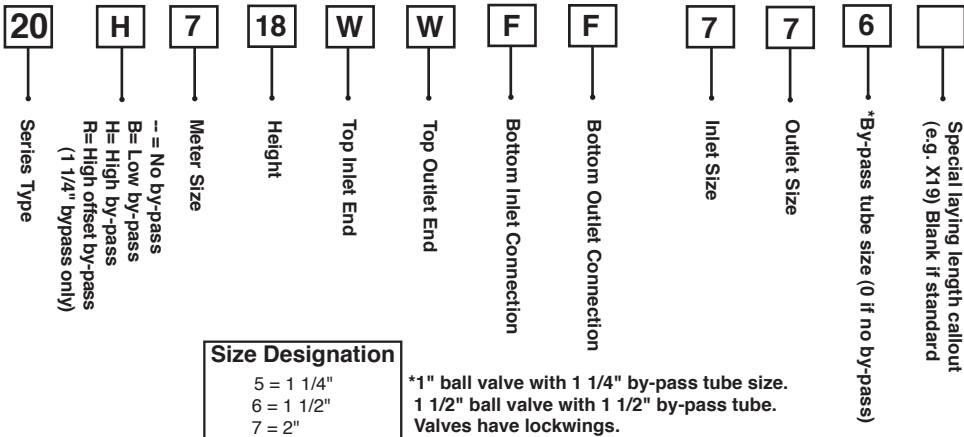 20 H 7 18 W W F F 7 7 6
Series Type
-- = No by-pass
B= Low by-pass
H= High by-pass
R= High offset by-pass
(1 1/4" bypass only)
Meter Size
Height
Top Inlet End
Top Outlet End
Bottom Inlet Connection
Bottom Outlet Connection
Inlet Size
Outlet Size
*By-pass tube size (0 if no by-pass)
Special laying length callout
(e.g. X19) Blank if standard
Size Designation
5 = 1 1/4"
6 = 1 1/2"
7 = 2"
*1" ball valve with 1 1/4" by-pass tube size.
1 1/2" ball valve with 1 1/2" by-pass tube.
Valves have lockwings.